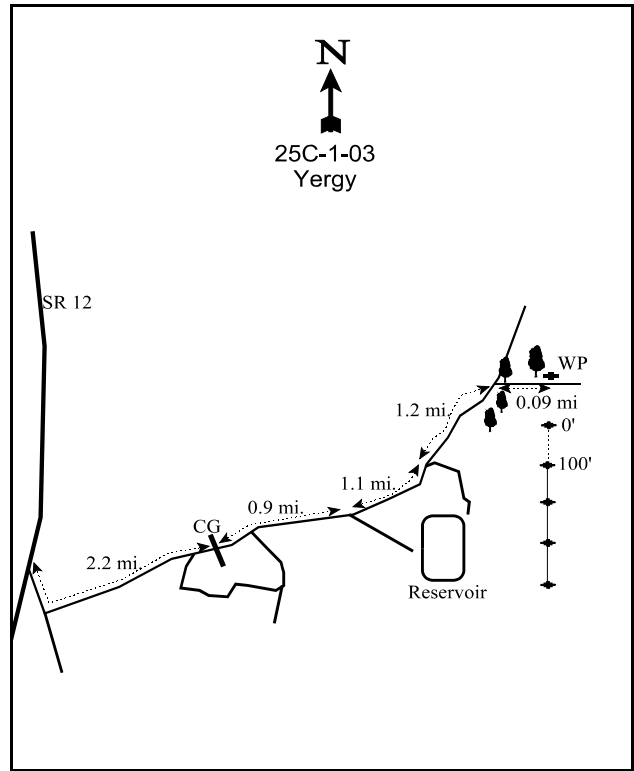 N
25C-1-03
Yergy
SR 12
WP
0.09 mi
1.2 mi.
0'
100'
1.1 mi.
0.9 mi.
CG
2.2 mi.
Reservoir